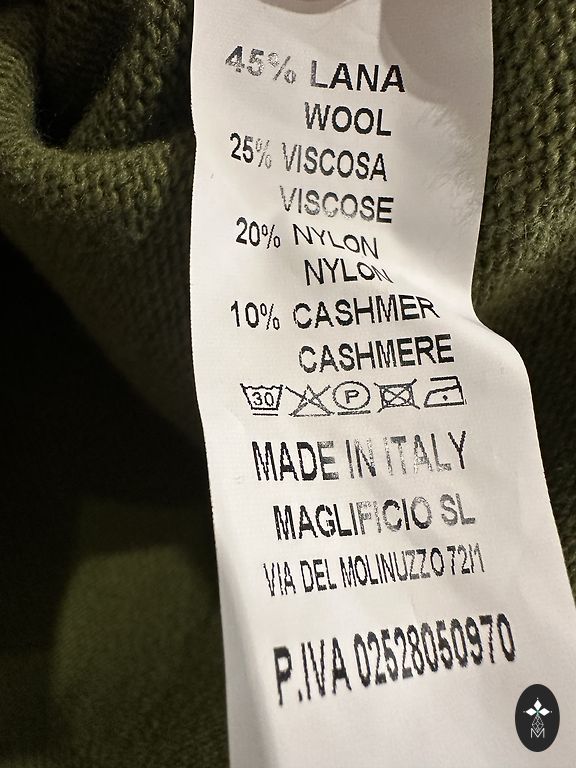 45% LANA
WOOL
25% VISCOSA
VISCOSE
20% NYLON
NYLON
10% CASHMER
CASHMERE
30 P
MADE IN ITALY
MAGLIFICIO SL
VIA DEL MOLINUZZO 72/1
P.IVA 02528050970
M